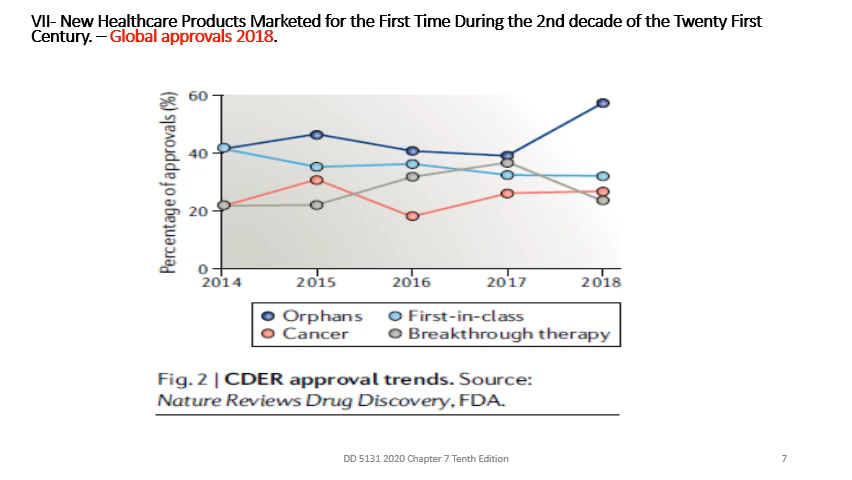 VII- New Healthcare Products Marketed for the First Time During the 2nd decade of the Twenty First
Century. – Global approvals 2018.
Percentage of approvals (%)
60
40
20
0
2014 2015 2016 2017 2018
Orphans First-in-class
Cancer Breakthrough therapy
Fig. 2 | CDER approval trends. Source:
Nature Reviews Drug Discovery, FDA.
DD 5131 2020 Chapter 7 Tenth Edition 7